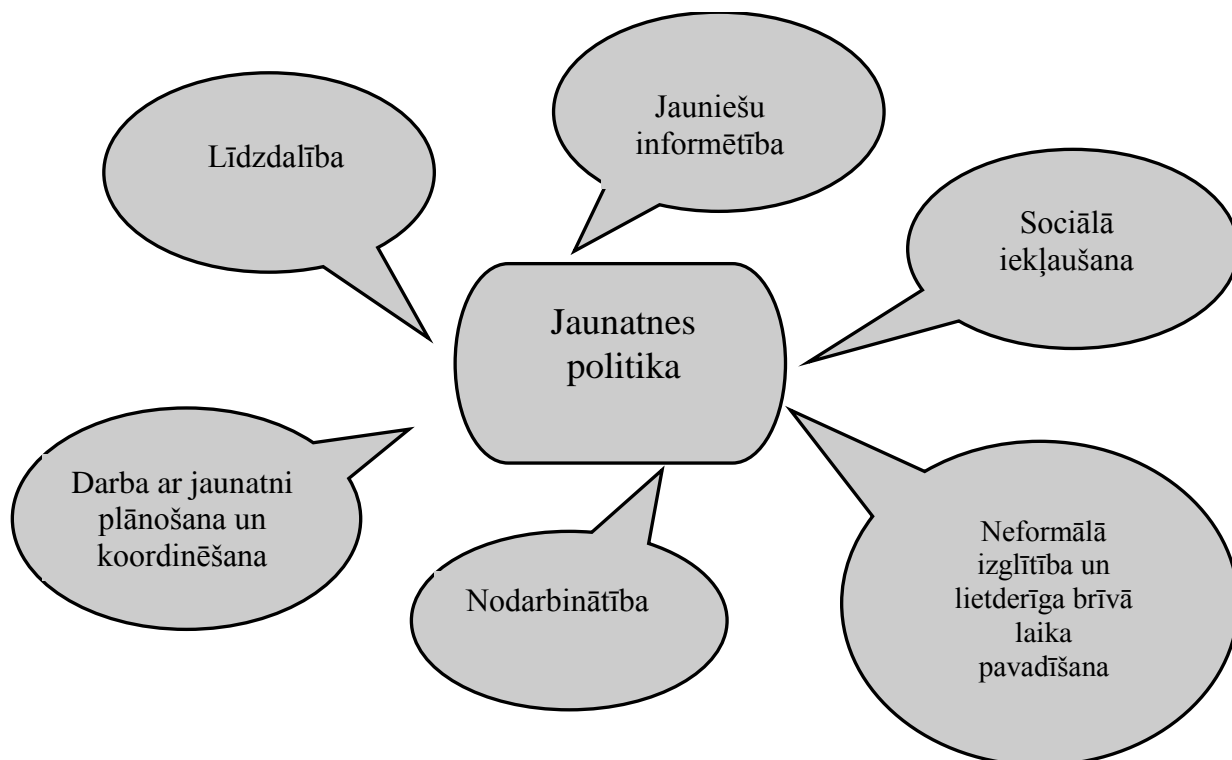 Jauniešu
informētība
Līdzdalība
Sociālā
iekļaušana
Jaunatnes
politika
Darba ar jaunatni
plānošana un
koordinēšana
Nodarbinātība
Neformālā
izglītība un
lietderīga brīvā
laika
pavadīšana